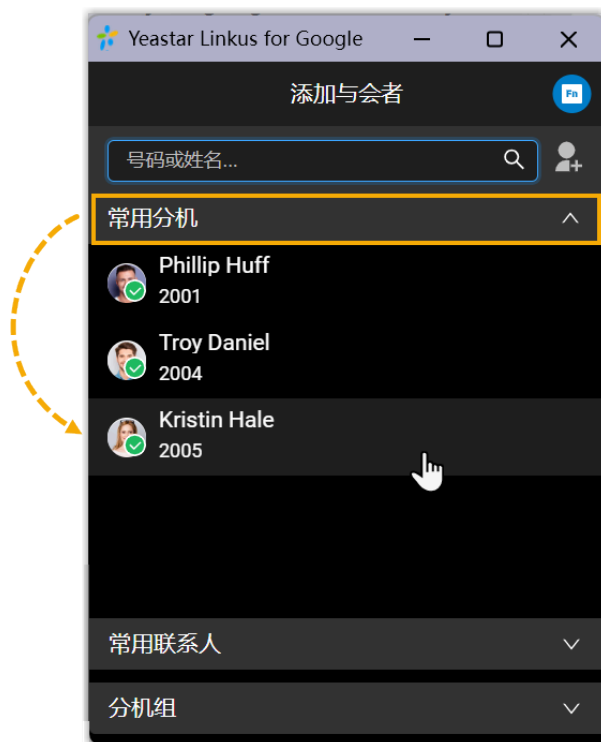 Yeastar Linkus for Google
添加与会者
Fn
号码或姓名...
常用分机
Phillip Huff
2001
Troy Daniel
2004
Kristin Hale
2005
常用联系人
分机组